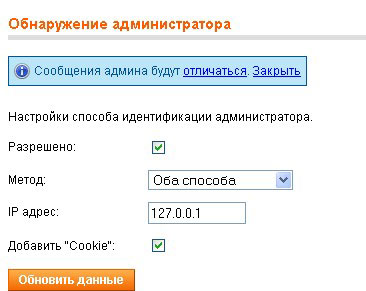 Обнаружение администратора
Сообщения админа будут отличаться. Закрыть
Настройки способа идентификации администратора.
Разрешено:
Метод: Оба способа
IP адрес: 127.0.0.1
Добавить "Cookie":
Обновить данные